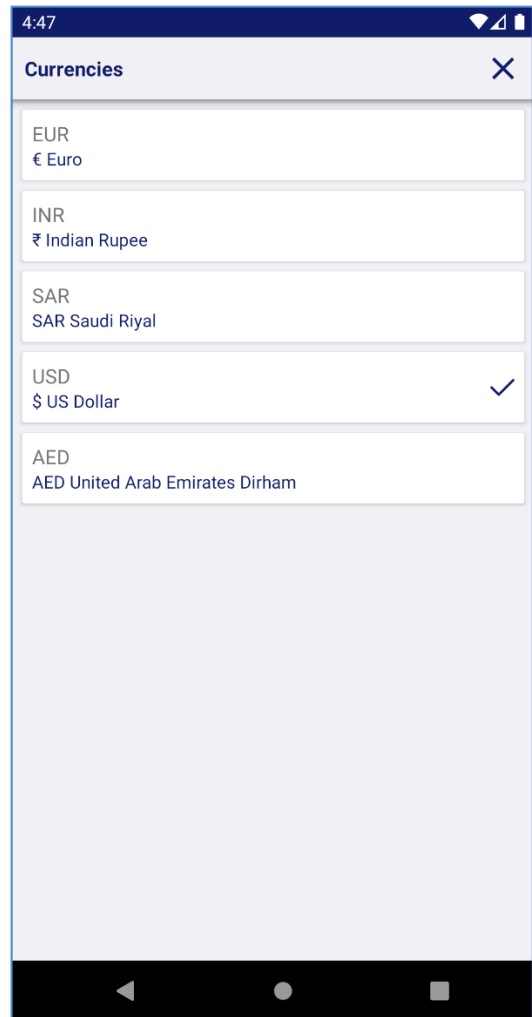 4:47
Currencies
EUR
€ Euro
INR
₹ Indian Rupee
SAR
SAR Saudi Riyal
USD
$ US Dollar
AED
AED United Arab Emirates Dirham